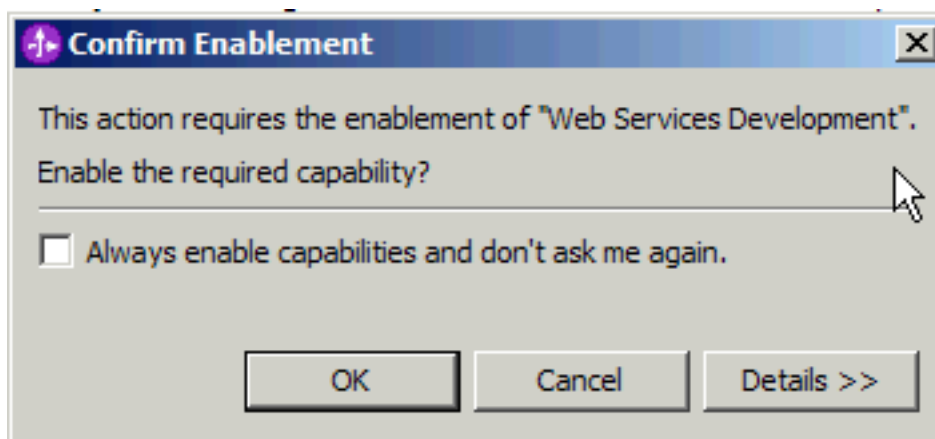 Confirm Enablement
This action requires the enablement of "Web Services Development".
Enable the required capability?
Always enable capabilities and don't ask me again.
OK Cancel Details >>